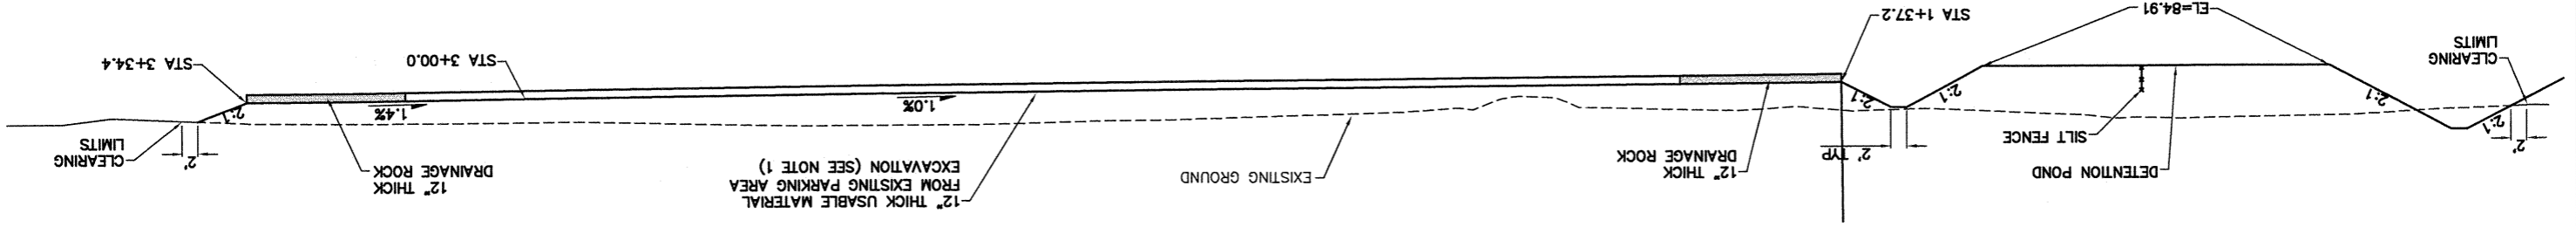 2'
DETENTION POND
SILT FENCE
2:1
2:1
CLEARING
LIMITS
EL=84.91
2:1
2' TYP
2:1
STA 1+37.2
12" THICK
DRAINAGE ROCK
EXISTING GROUND
12" THICK USABLE MATERIAL
FROM EXISTING PARKING AREA
EXCAVATION (SEE NOTE 1)
1.0%
STA 3+00.0
12" THICK
DRAINAGE ROCK
1.4%
2:1
STA 3+34.4
2'
CLEARING
LIMITS